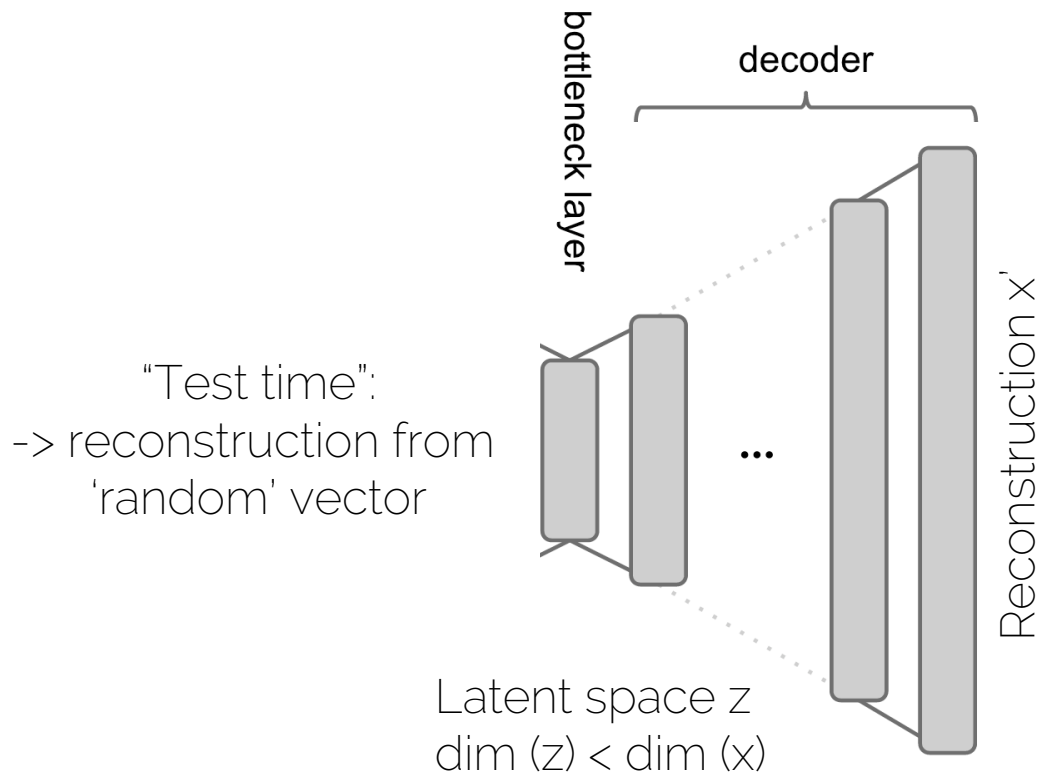 bottleneck layer
decoder
“Test time”:
-> reconstruction from
‘random’ vector
...
Reconstruction x’
Latent space z
dim (z) < dim (x)